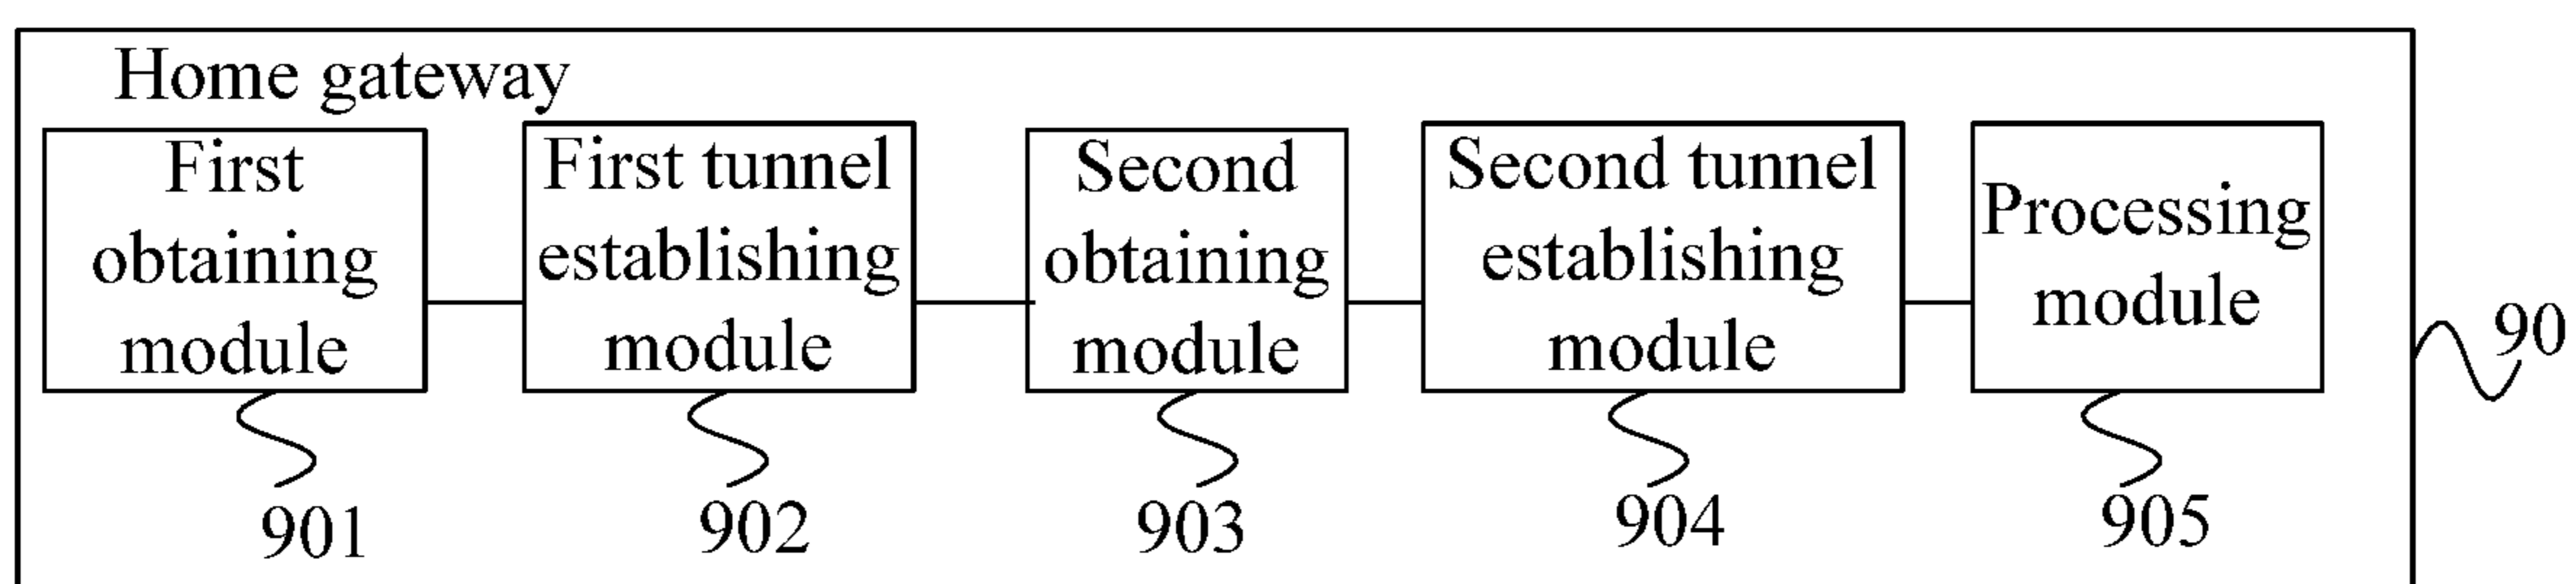 Home gateway
First
obtaining
module
First tunnel
establishing
module
Second
obtaining
module
Second tunnel
establishing
module
Processing
module
90
901
902
903
904
905